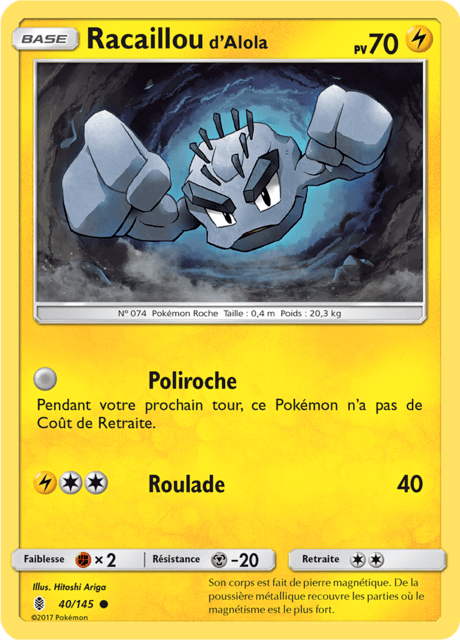 BASE Racaillou d'Alola PV70
N° 074 Pokémon Roche Taille : 0,4 m Poids : 20,3 kg
Poliroche
Pendant votre prochain tour, ce Pokémon n'a pas de
Coût de Retraite.
Roulade 40
Faiblesse ×2 Résistance -20 Retraite
Illus. Hitoshi Ariga
40/145
©2017 Pokémon
Son corps est fait de pierre magnétique. De la
poussière métallique recouvre les parties où le
magnétisme est le plus fort.